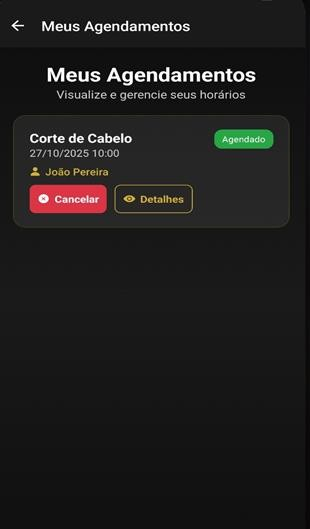 Meus Agendamentos
Meus Agendamentos
Visualize e gerencie seus horários
Corte de Cabelo
Agendado
27/10/2025 10:00
João Pereira
Cancelar
Detalhes